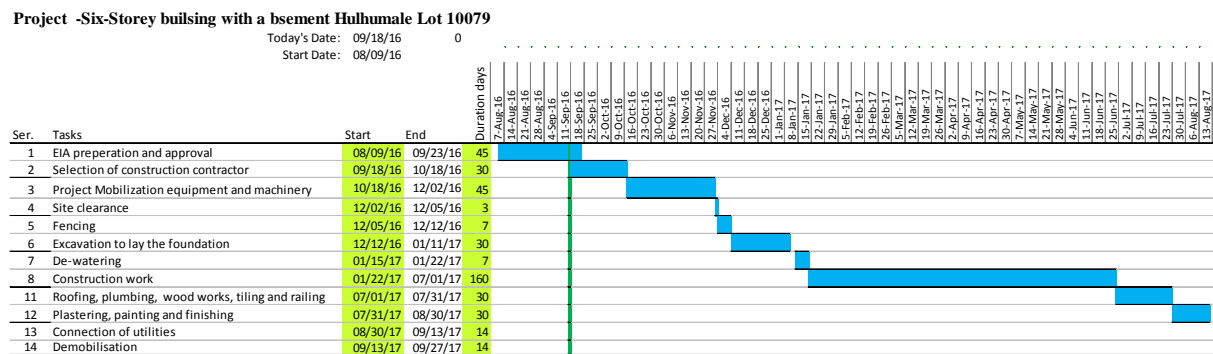 Project -Six-Storey builsing with a bsement Hulhumale Lot 10079
Today's Date: 09/18/16 0
Start Date: 08/09/16
Ser. Tasks Start End Duration days 7-Aug-16 14-Aug-16 21-Aug-16 28-Aug-16 4-Sep-16 11-Sep-16 18-Sep-16 25-Sep-16 2-Oct-16 9-Oct-16 16-Oct-16 23-Oct-16 30-Oct-16 6-Nov-16 13-Nov-16 20-Nov-16 27-Nov-16 4-Dec-16 11-Dec-16 18-Dec-16 25-Dec-16 1-Jan-17 8-Jan-17 15-Jan-17 22-Jan-17 29-Jan-17 5-Feb-17 12-Feb-17 19-Feb-17 26-Feb-17 5-Mar-17 12-Mar-17 19-Mar-17 26-Mar-17 2-Apr-17 9-Apr-17 16-Apr-17 23-Apr-17 30-Apr-17 7-May-17 14-May-17 21-May-17 28-May-17 4-Jun-17 11-Jun-17 18-Jun-17 25-Jun-17 2-Jul-17 9-Jul-17 16-Jul-17 23-Jul-17 30-Jul-17 6-Aug-17 13-Aug-17
1 EIA preperation and approval 08/09/16 09/23/16 45
2 Selection of construction contractor 09/18/16 10/18/16 30
3 Project Mobilization equipment and machinery 10/18/16 12/02/16 45
4 Site clearance 12/02/16 12/05/16 3
5 Fencing 12/05/16 12/12/16 7
6 Excavation to lay the foundation 12/12/16 01/11/17 30
7 De-watering 01/15/17 01/22/17 7
8 Construction work 01/22/17 07/01/17 160
11 Roofing, plumbing, wood works, tiling and railing 07/01/17 07/31/17 30
12 Plastering, painting and finishing 07/31/17 08/30/17 30
13 Connection of utilities 08/30/17 09/13/17 14
14 Demobilisation 09/13/17 09/27/17 14